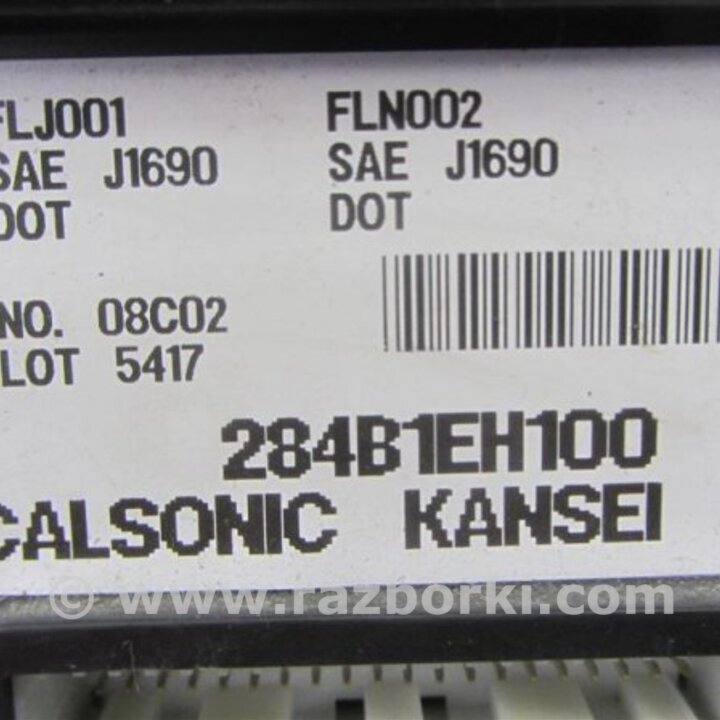 FLJ001 FLN002
SAE J1690 SAE J1690
DOT DOT
NO. 08C02
LOT 5417
284B1EH100
CALSONIC KANSEI
© www.razborki.com